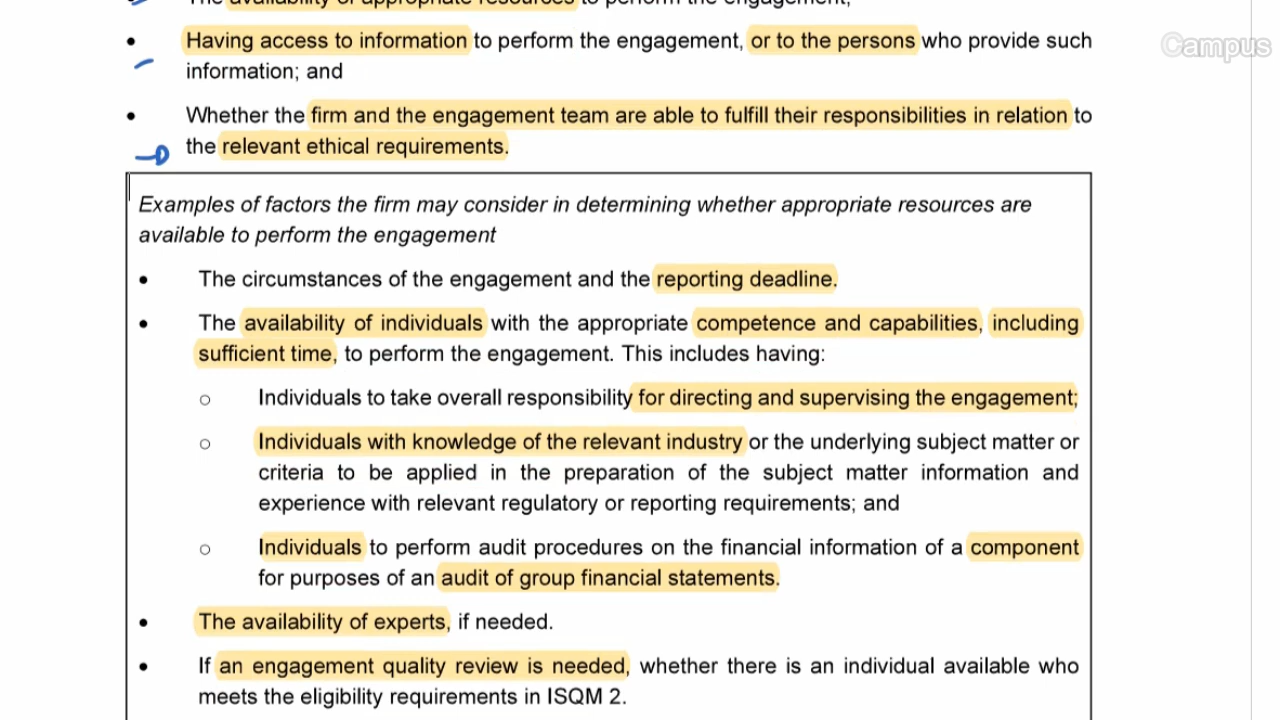 The availability of appropriate resources to perform the engagement;
• Having access to information to perform the engagement, or to the persons who provide such
information; and
• Whether the firm and the engagement team are able to fulfill their responsibilities in relation to
the relevant ethical requirements.
Examples of factors the firm may consider in determining whether appropriate resources are
available to perform the engagement
• The circumstances of the engagement and the reporting deadline.
• The availability of individuals with the appropriate competence and capabilities, including
sufficient time, to perform the engagement. This includes having:
o Individuals to take overall responsibility for directing and supervising the engagement;
o Individuals with knowledge of the relevant industry or the underlying subject matter or
criteria to be applied in the preparation of the subject matter information and
experience with relevant regulatory or reporting requirements; and
o Individuals to perform audit procedures on the financial information of a component
for purposes of an audit of group financial statements.
• The availability of experts, if needed.
• If an engagement quality review is needed, whether there is an individual available who
meets the eligibility requirements in ISQM 2.
Campus